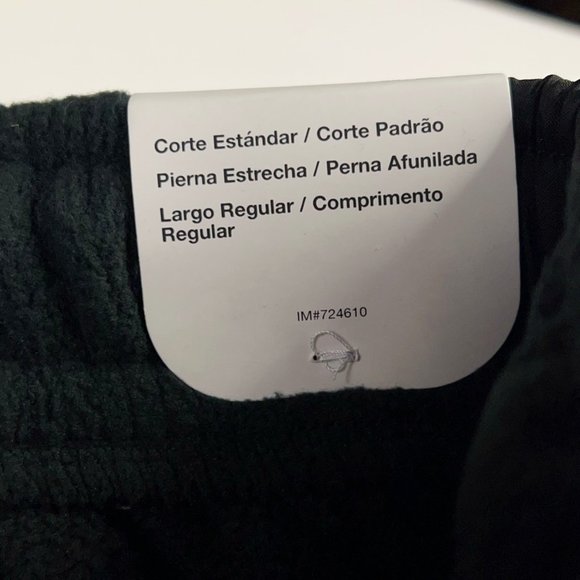 Corte Estándar / Corte Padrão
Pierna Estrecha / Perna Afunilada
Largo Regular / Comprimento
Regular
IM#724610